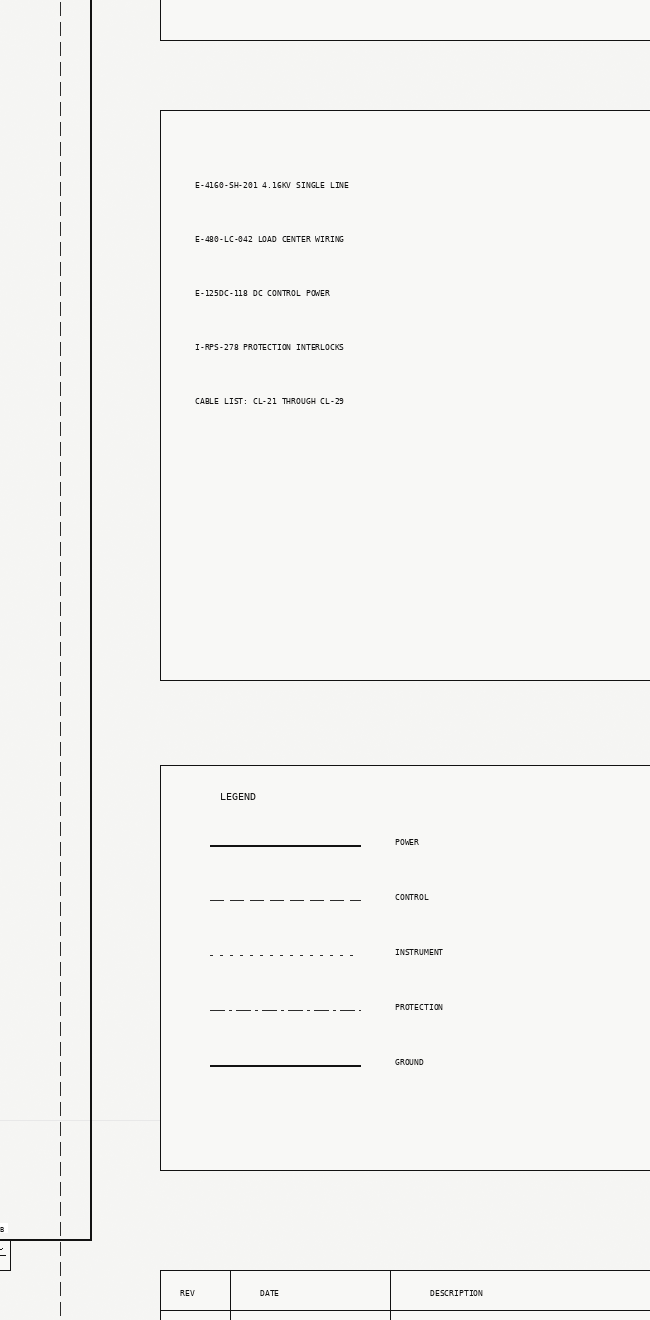 E-4160-SH-201 4.16KV SINGLE LINE
E-480-LC-042 LOAD CENTER WIRING
E-125DC-118 DC CONTROL POWER
I-RPS-278 PROTECTION INTERLOCKS
CABLE LIST: CL-21 THROUGH CL-29
LEGEND
POWER
CONTROL
INSTRUMENT
PROTECTION
GROUND
B
REV DATE DESCRIPTION